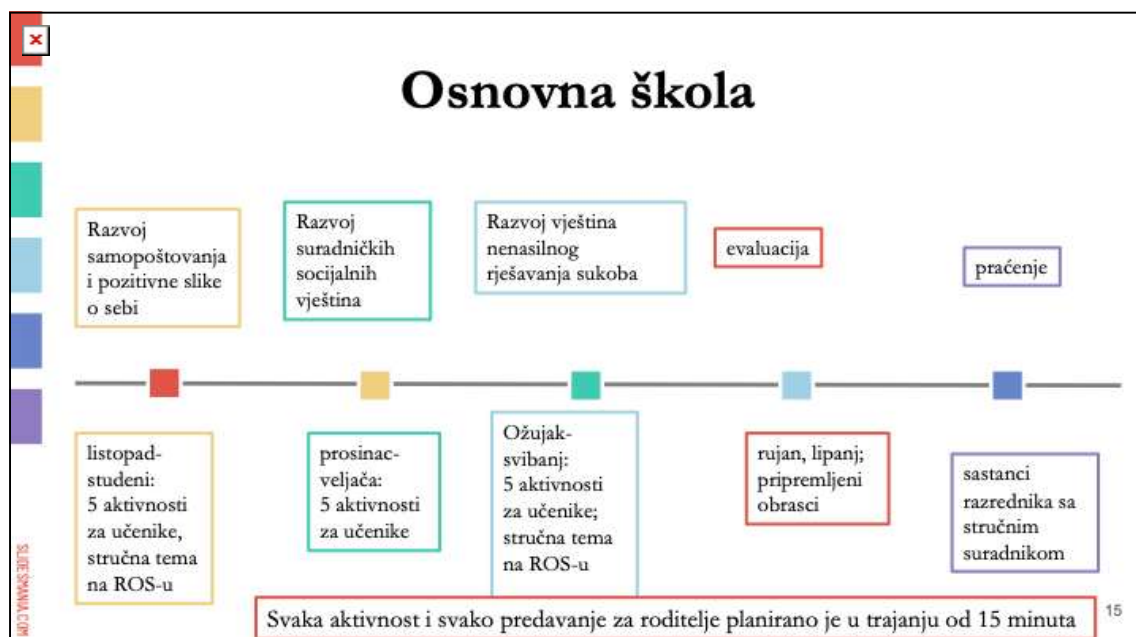 Osnovna škola
Razvoj
samopoštovanja
i pozitivne slike
o sebi
Razvoj
suradničkih
socijalnih
vještina
Razvoj vještina
nenasilnog
rješavanja sukoba
evaluacija
praćenje
listopad-
studeni:
5 aktivnosti
za učenike,
stručna tema
na ROS-u
prosinac-
veljača:
5 aktivnosti
za učenike
Ožujak-
svibanj:
5 aktivnosti
za učenike;
stručna tema
na ROS-u
rujan, lipanj;
pripremljeni
obrasci
sastanci
razrednika sa
stručnim
suradnikom
Svaka aktivnost i svako predavanje za roditelje planirano je u trajanju od 15 minuta
15
SLIDESMANIA.COM